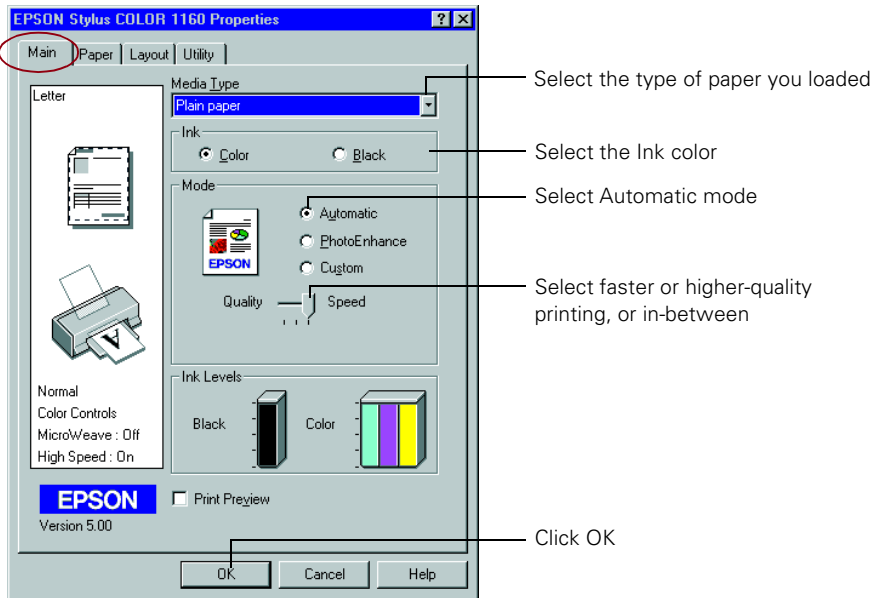 EPSON Stylus COLOR 1160 Properties
Main Paper Layout Utility
Letter
Media Type
Plain paper
Select the type of paper you loaded
Ink
Color Black
Select the Ink color
Mode
Automatic
Select Automatic mode
PhotoEnhance
Custom
EPSON
Quality Speed
Select faster or higher-quality
printing, or in-between
A
Ink Levels
Black Color
Normal
Color Controls
MicroWeave : Off
High Speed : On
EPSON
Version 5.00
Print Preview
Click OK
OK Cancel Help